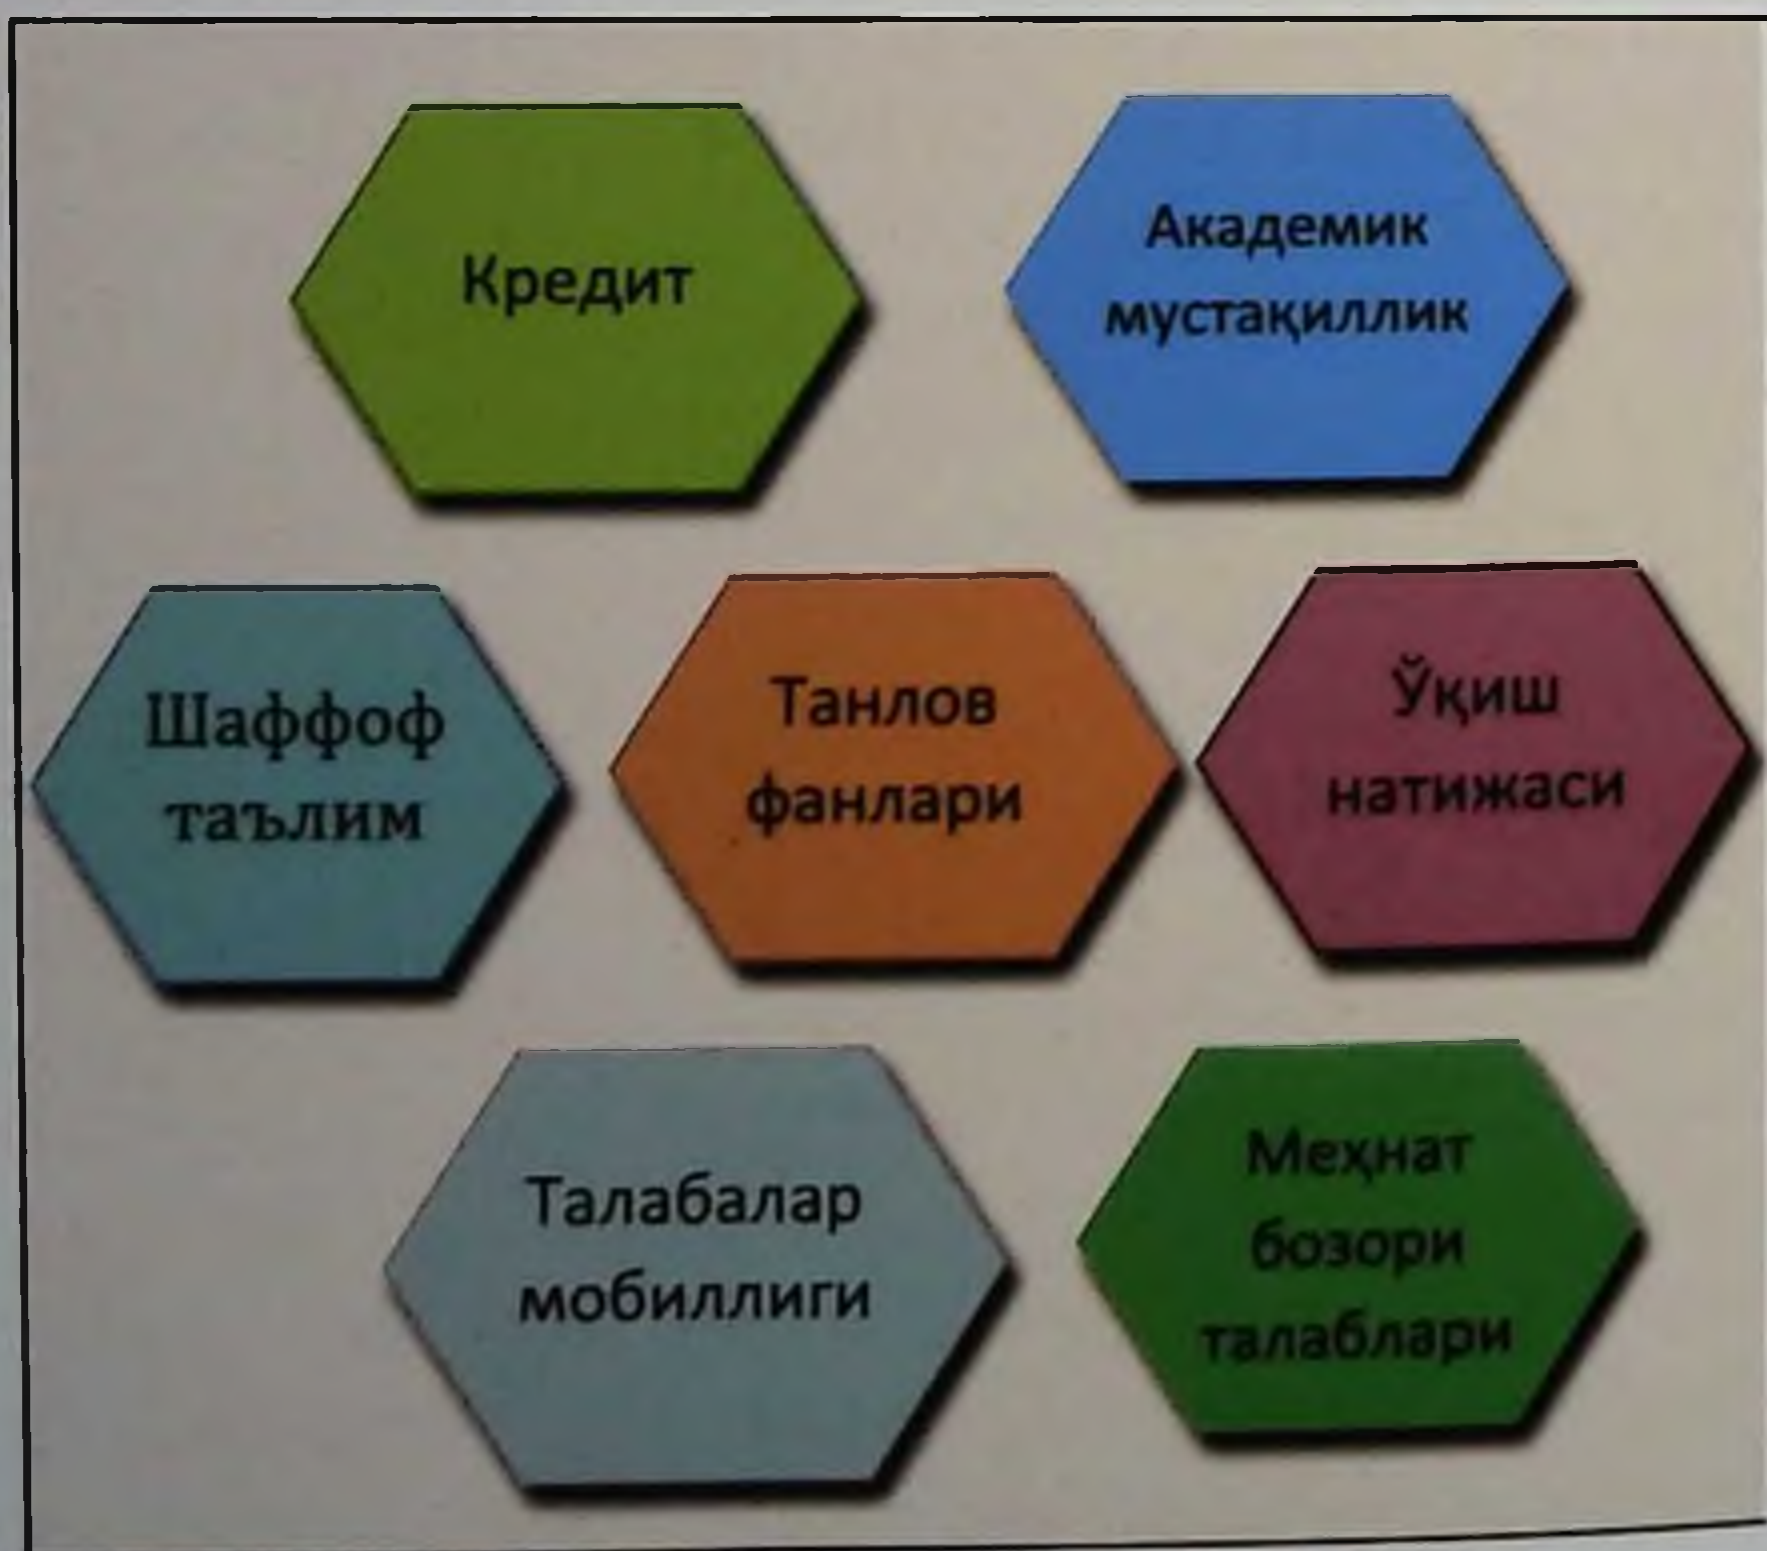 Кредит
Академик
мустақиллик
Шаффоф
таълим
Танлов
фанлари
Ўқиш
натижаси
Талабалар
мобиллиги
Меҳнат
бозори
талаблари